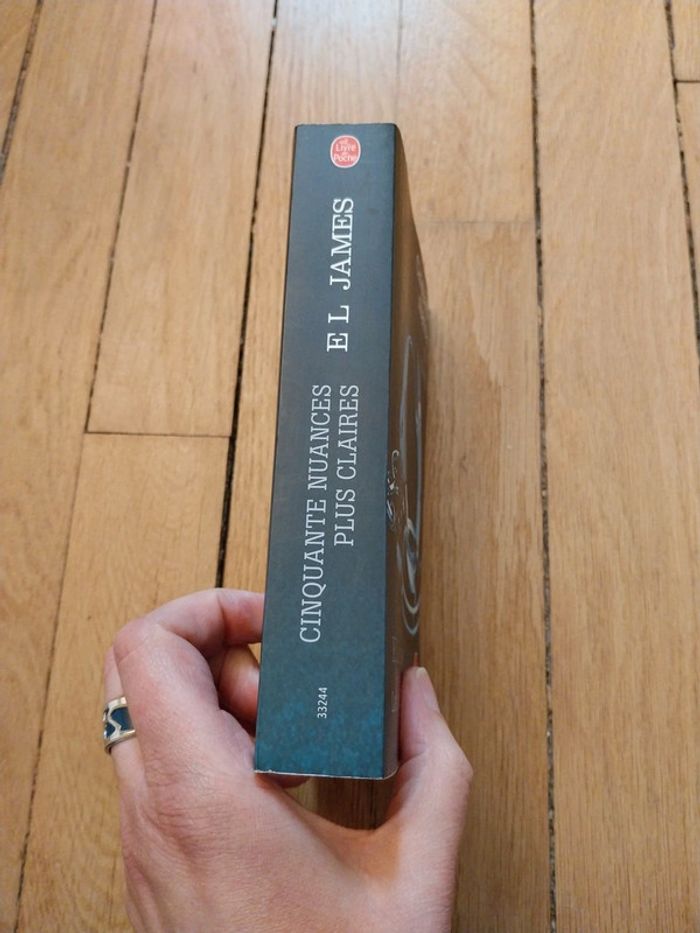 Le
Livre
de
Poche
E L JAMES
CINQUANTE NUANCES
PLUS CLAIRES
33244